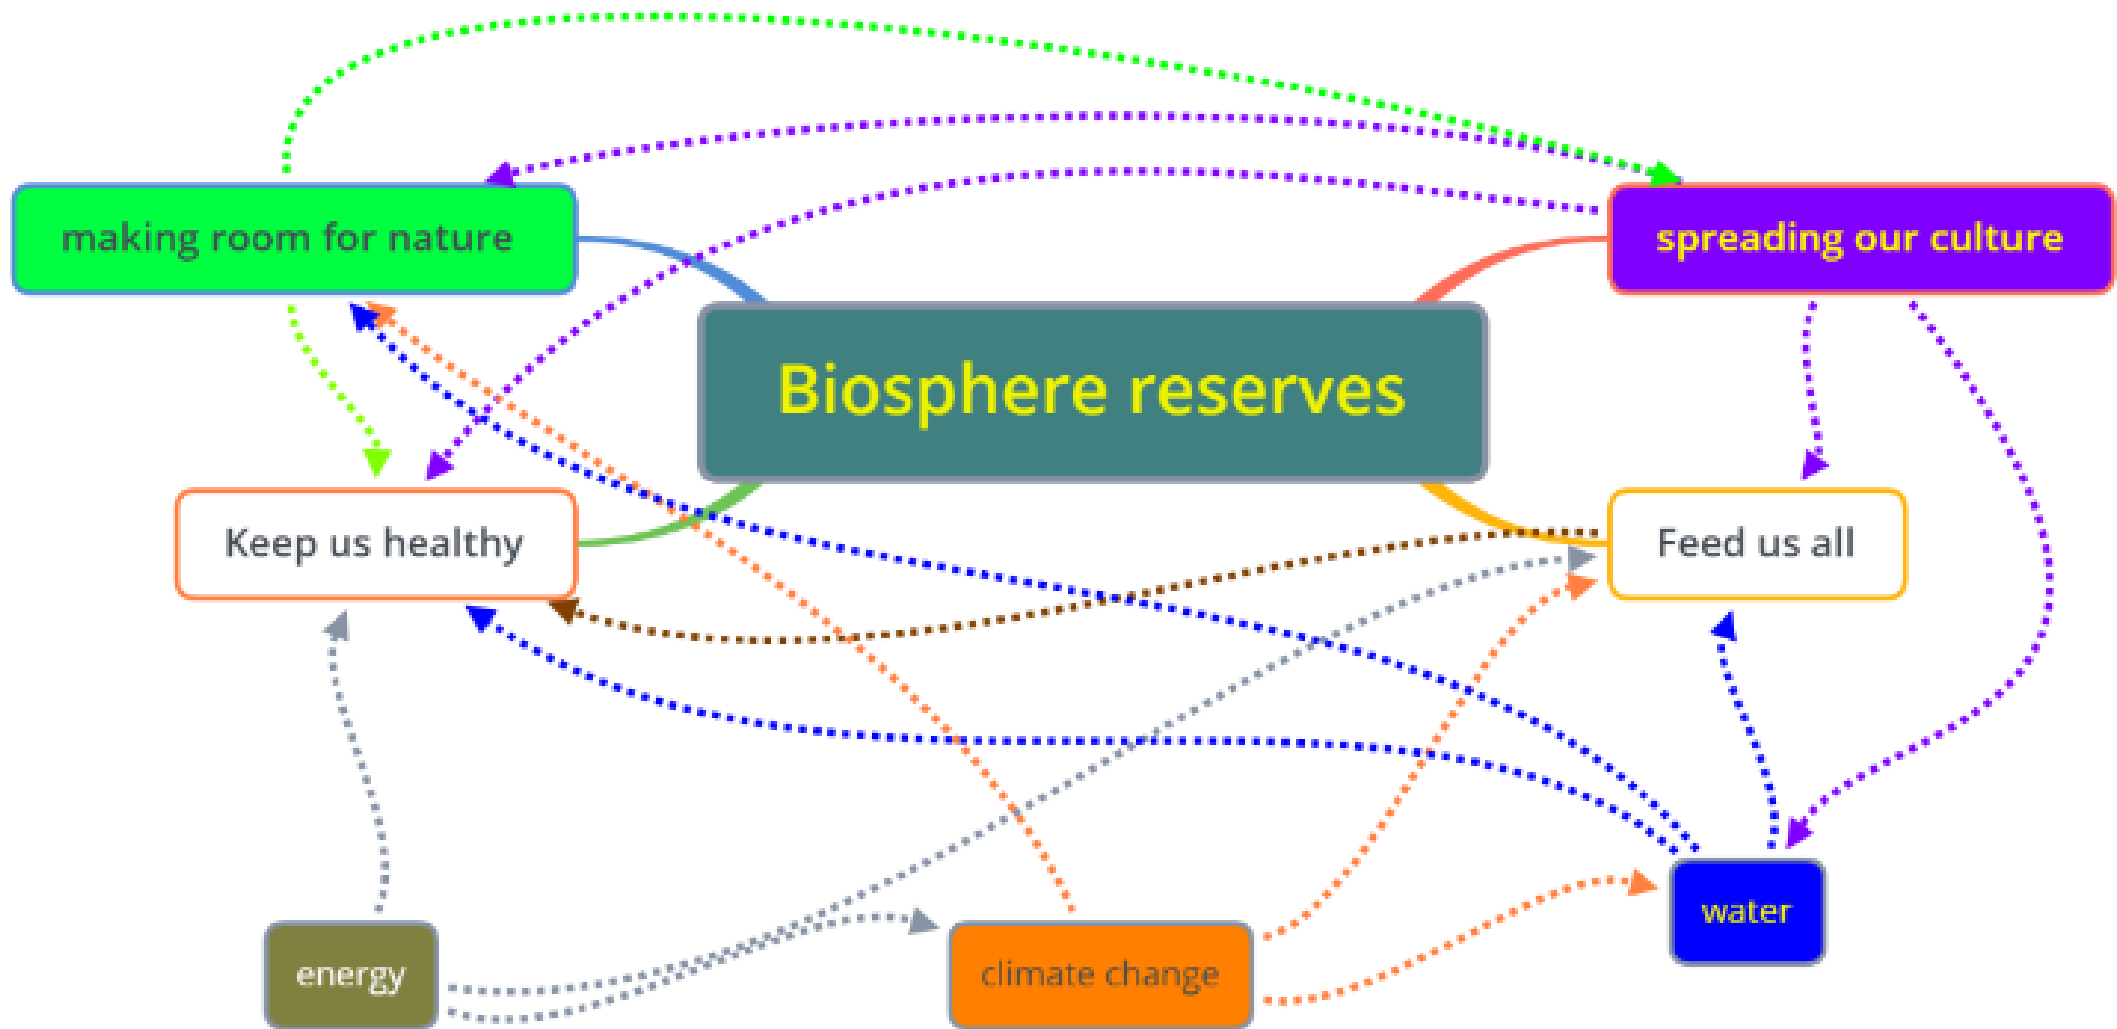 making room for nature
spreading our culture
Biosphere reserves
Keep us healthy
Feed us all
water
energy
climate change